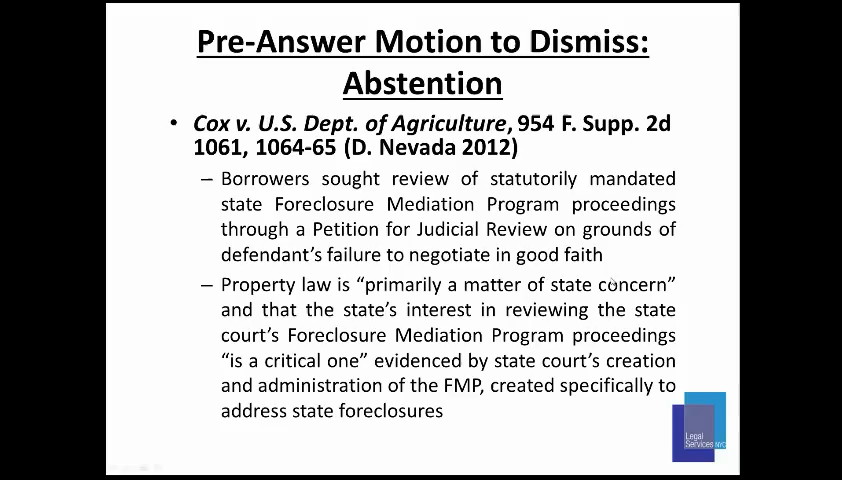 Pre-Answer Motion to Dismiss:
Abstention
• Cox v. U.S. Dept. of Agriculture, 954 F. Supp. 2d
1061, 1064-65 (D. Nevada 2012)
– Borrowers sought review of statutorily mandated
state Foreclosure Mediation Program proceedings
through a Petition for Judicial Review on grounds of
defendant’s failure to negotiate in good faith
– Property law is “primarily a matter of state concern”
and that the state’s interest in reviewing the state
court’s Foreclosure Mediation Program proceedings
“is a critical one” evidenced by state court’s creation
and administration of the FMP, created specifically to
address state foreclosures
Legal
Services NYC